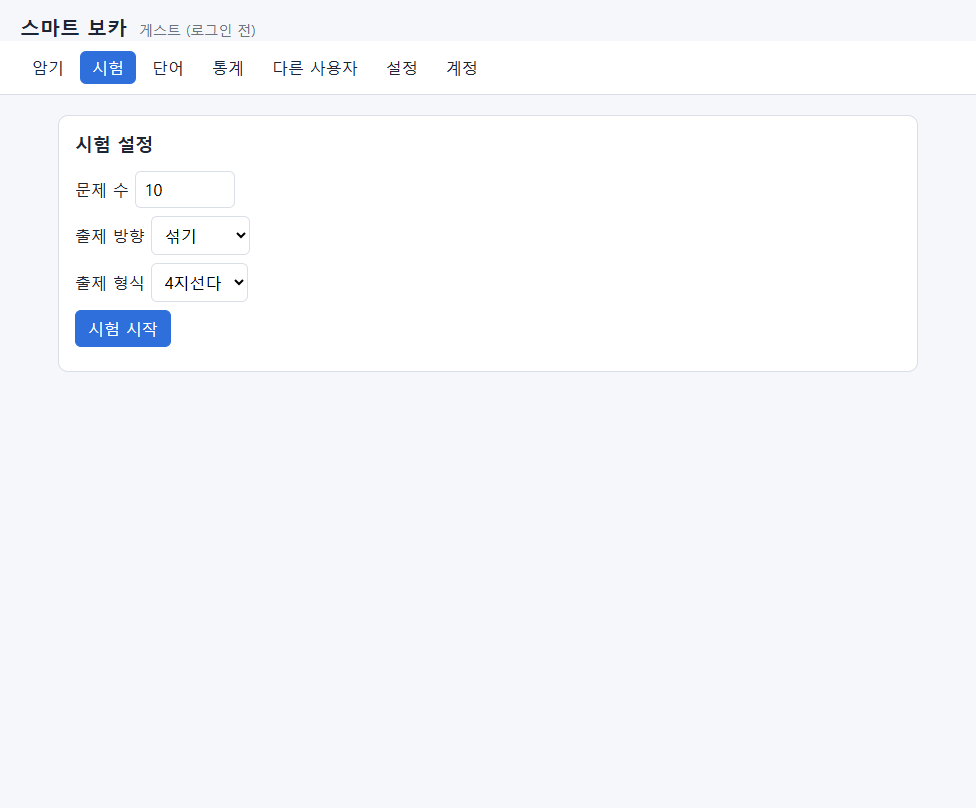 스마트 보카 게스트 (로그인 전)
암기 시험 단어 통계 다른 사용자 설정 계정
시험 설정
문제 수 10
출제 방향 섞기
출제 형식 4지선다
시험 시작